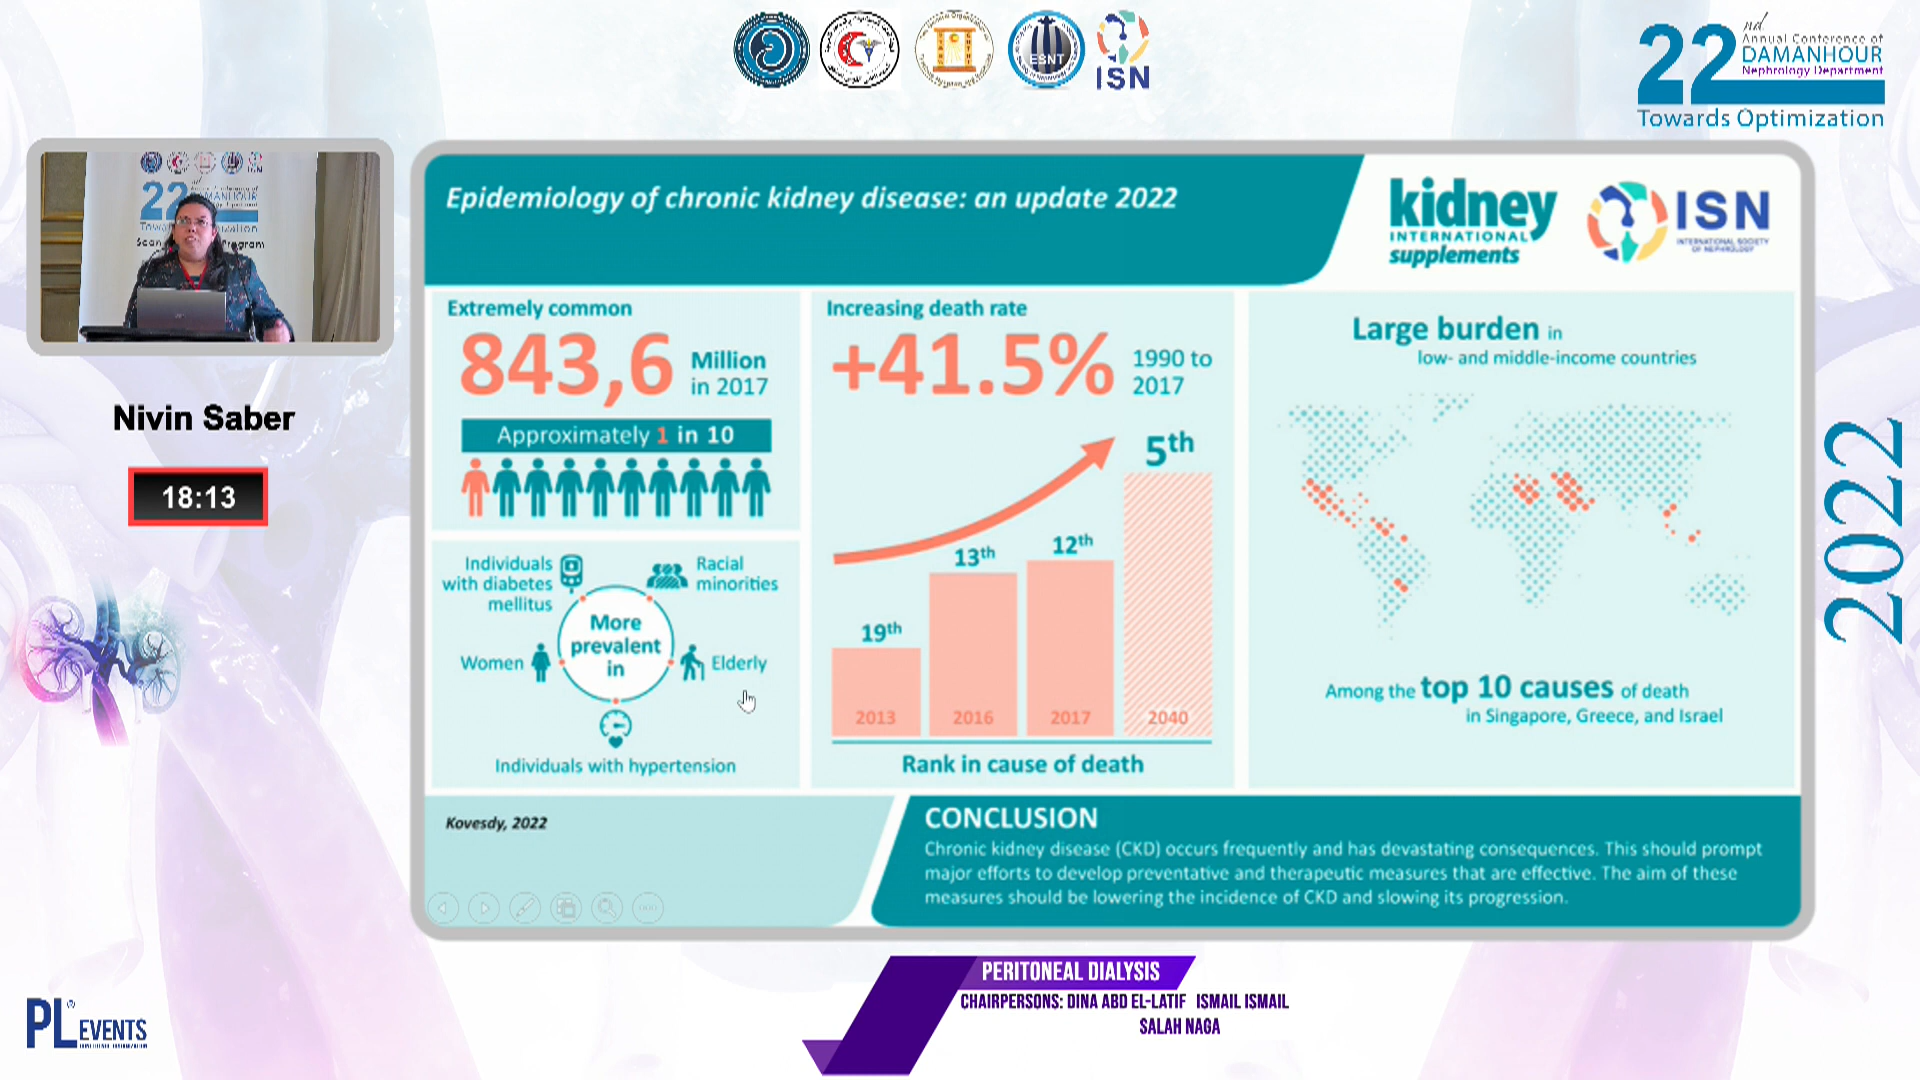 ESNT
ISN
22nd
Annual Conference of
DAMANHOUR
Nephrology Department
Towards Optimization
Nivin Saber
18:13
Epidemiology of chronic kidney disease: an update 2022
kidney
INTERNATIONAL
supplements
ISN
INTERNATIONAL SOCIETY
OF NEPHROLOGY
Extremely common
843,6 Million
in 2017
Approximately 1 in 10
Individuals
with diabetes
mellitus
Racial
minorities
More
prevalent
in
Women
Elderly
Individuals with hypertension
Increasing death rate
+41.5% 1990 to
2017
5th
13th
12th
19th
2013 2016 2017 2040
Rank in cause of death
Large burden in
low- and middle-income countries
Among the top 10 causes of death
in Singapore, Greece, and Israel
Kovesdy, 2022
CONCLUSION
Chronic kidney disease (CKD) occurs frequently and has devastating consequences. This should prompt
major efforts to develop preventative and therapeutic measures that are effective. The aim of these
measures should be lowering the incidence of CKD and slowing its progression.
2022
PERITONEAL DIALYSIS
CHAIRPERSONS: DINA ABD EL-LATIF ISMAIL ISMAIL
SALAH NAGA
PL® EVENTS